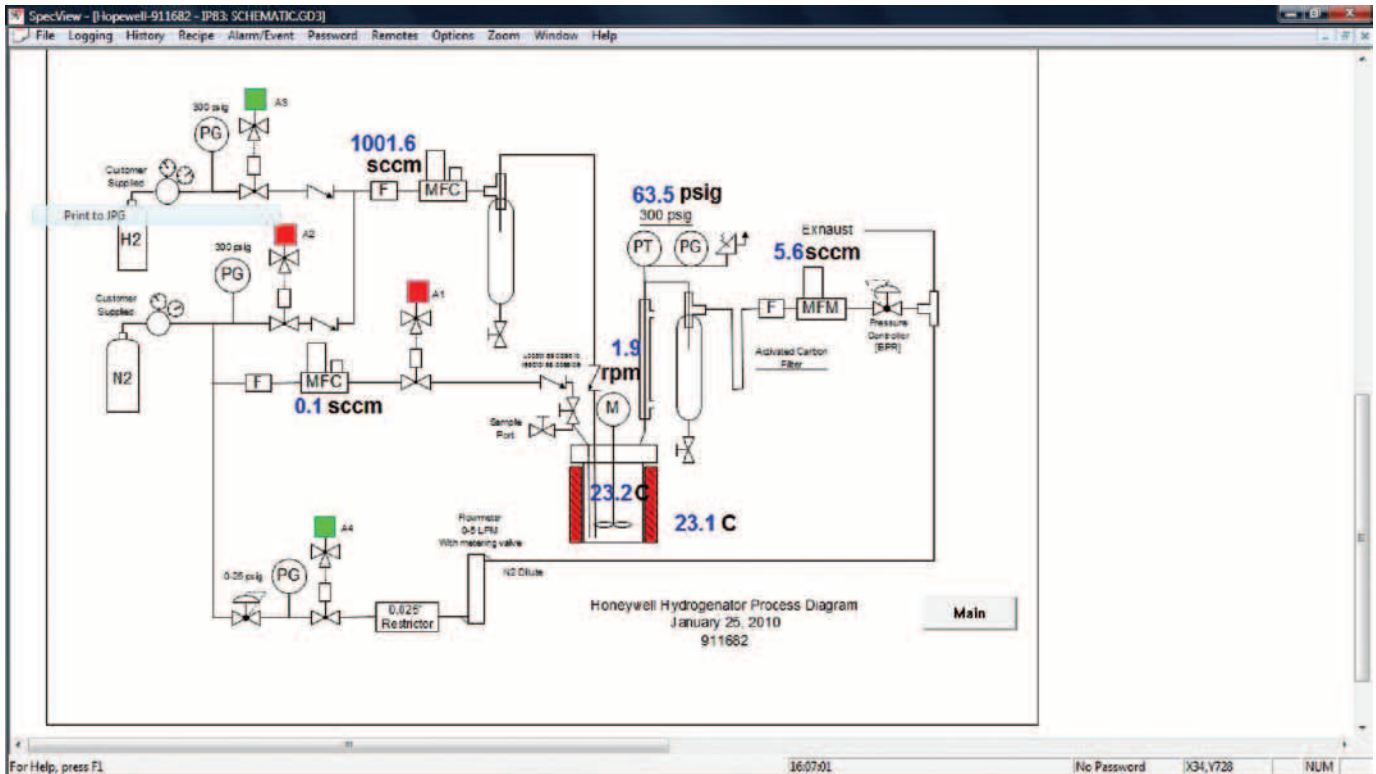 SpecView - [Hopewell-911682 - IP83: SCHEMATIC.GD3]
File Logging History Recipe Alarm/Event Password Remotes Options Zoom Window Help
A3
300 psig
PG
1001.6
sccm
Customer
Supplied
F
MFC
Print to JPG
H2
63.5 psig
300 psig
PT
PG
Exhaust
5.6 sccm
A2
300 psig
PG
A1
Customer
Supplied
F
MFM
Pressure
Controller
[BPR]
Activated Carbon
Filter
N2
F
MFC
0.1 sccm
1.9
rpm
M
Sample
Port
23.2 C
23.1 C
A4
Flowmeter
0-5 LPM
With metering valve
N2 Dilute
0-25 psig
PG
0.025"
Restrictor
Honeywell Hydrogenator Process Diagram
January 25, 2010
911682
Main
For Help, press F1
16:07:01
No Password
X34,Y728
NUM